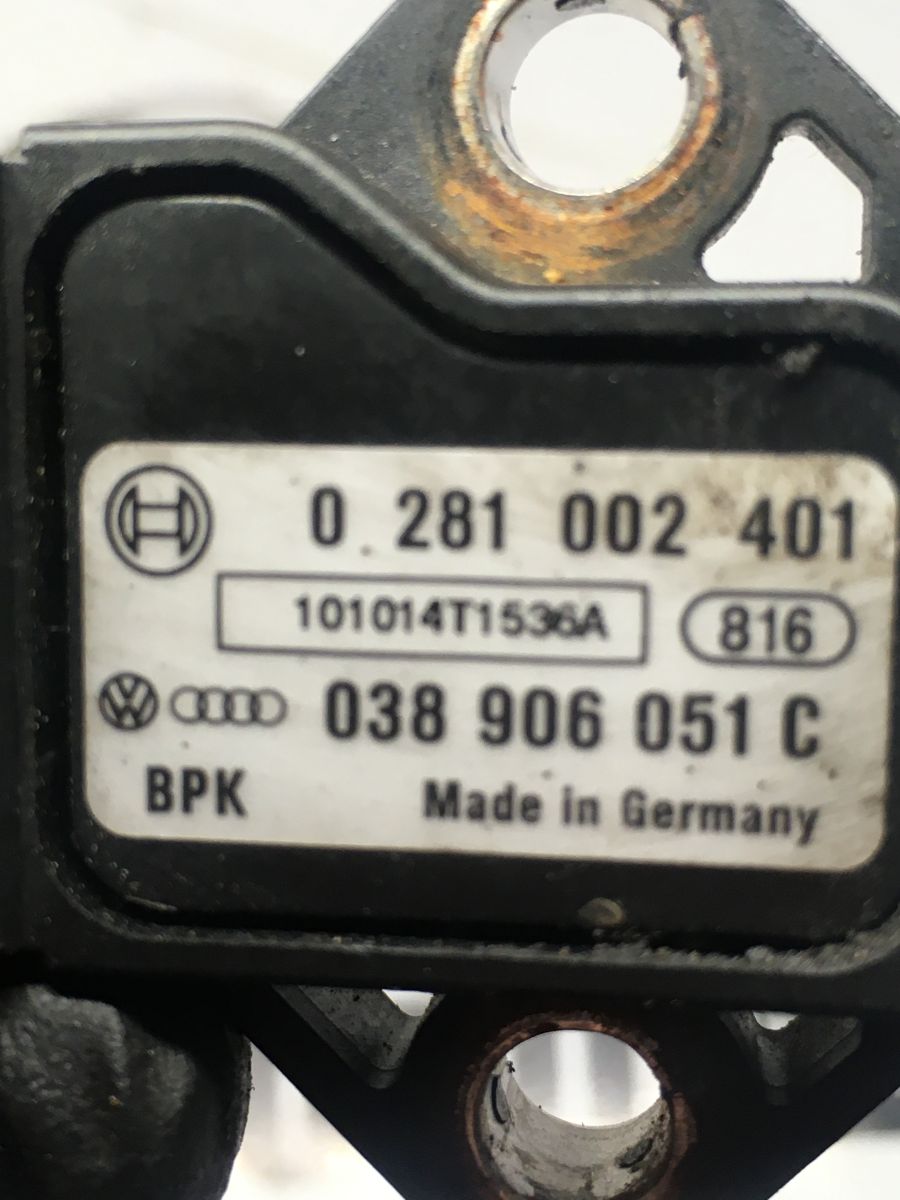 0 281 002 401
101014T1536A 816
038 906 051 C
BPK Made in Germany